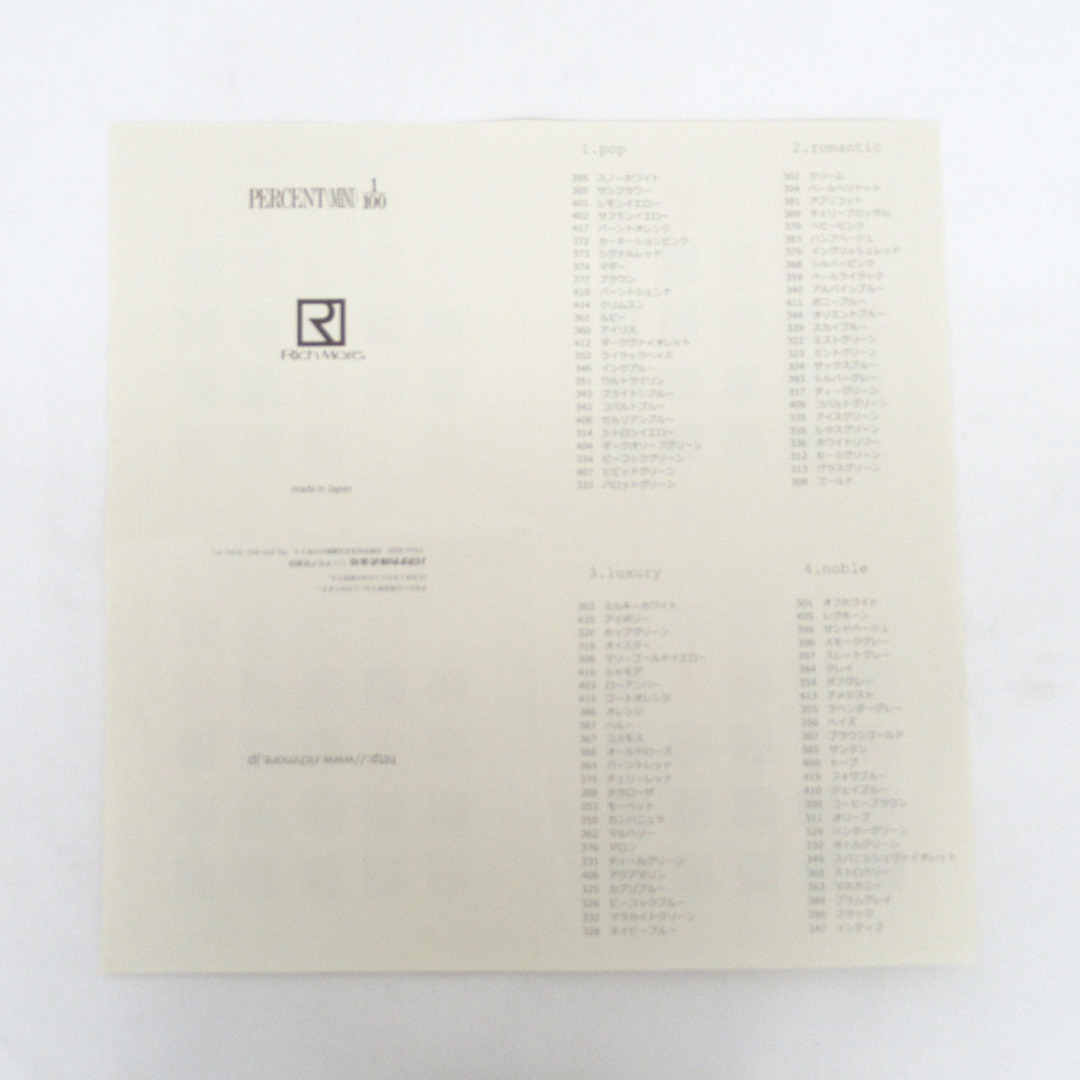 PERCENT(MINI) 1/100
Rich More
made in Japan
http://www.richmore.jp
1.pop
395 スノーホワイト
305 サンフラワー
401 レモンイエロー
402 サフランイエロー
417 バーントオレンジ
372 カーネーションピンク
373 シグナルレッド
374 マダー
377 ブラウン
418 バーントシェンナ
414 クリムスン
361 ルビー
360 アイリス
412 ダークヴァイオレット
352 ライラックヘイズ
346 インクブルー
351 ウルトラマリン
343 ブライトンブルー
342 コバルトブルー
408 セルリアンブルー
314 シトロンイエロー
404 ダークオリーブグリーン
334 ピーコックグリーン
407 ビビッドグリーン
333 パロットグリーン
2.romantic
302 クリーム
304 ペールペリドット
381 アプリコット
369 チェリーブロッサム
370 ベビーピンク
383 ハンプベージュ
379 イングリッシュレッド
368 シルバーピンク
359 ペールライラック
340 アルパインブルー
411 ポニーブルー
344 オリエントブルー
339 スカイブルー
322 ミストグリーン
323 ミントグリーン
324 サックスブルー
393 シルバーグレー
317 ティーグリーン
409 コバルトグリーン
335 アイスグリーン
316 レタスグリーン
336 ホワイトリリー
312 セージグリーン
313 グラスグリーン
308 ゴールド
3.luxury
303 ミルキーホワイト
420 アイボリー
320 ホップグリーン
319 オイスター
306 マリーゴールドイエロー
416 シャモア
403 ローアンバー
415 ブートオレンジ
386 オレンジ
387 ペルー
367 コスモス
366 オールドローズ
364 バーントレッド
375 チェリーレッド
388 テラローザ
353 モーベット
350 カンパニュラ
362 マルベリー
376 マロン
331 ティールグリーン
406 アクアマリン
325 カプリブルー
326 ピーコックブルー
332 マラカイトグリーン
328 ネイビーブルー
4.noble
301 オフホワイト
405 レグホーン
398 サンドベージュ
396 スモークグレー
397 スレートグレー
384 クレイ
354 ダブグレー
413 アメジスト
355 ラベンダーグレー
356 ヘイズ
307 ブラウンゴールド
385 サンタン
400 トープ
419 フォグブルー
410 ジェイブルー
309 コーヒーブラウン
311 オリーブ
329 ハンターグリーン
330 ボトルグリーン
349 スパニッシュヴァイオレット
365 ストロベリー
363 マホガニー
389 プラムグレイ
390 ブラック
347 インディゴ